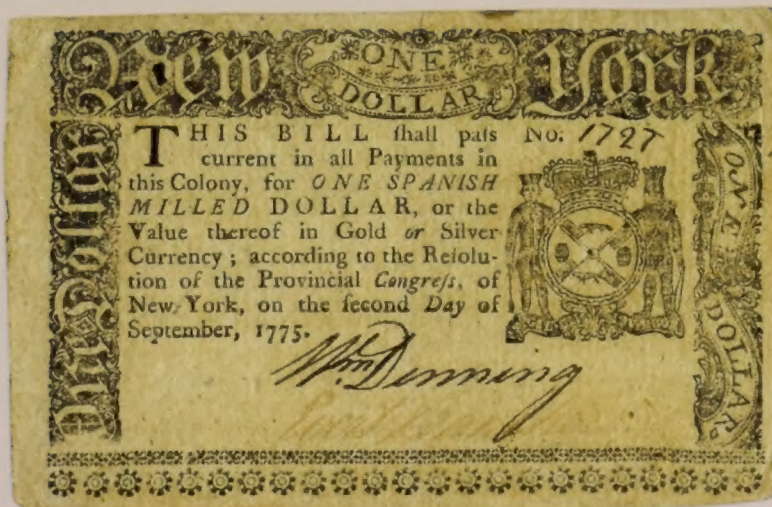 New ONE DOLLAR York
One Dollar
THIS BILL ſhall paſs
current in all Payments in
this Colony, for ONE SPANISH
MILLED DOLLAR, or the
Value thereof in Gold or Silver
Currency; according to the Reſolu-
tion of the Provincial Congreſs, of
New-York, on the ſecond Day of
September, 1775.
No. 1797
ONE DOLLAR
Wm Denning